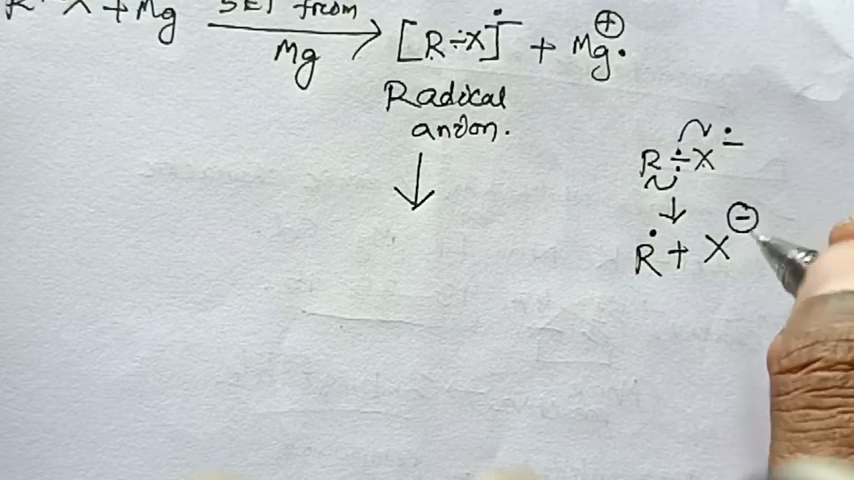 R-X + Mg SET from Mg → [R∸X]•− + Mg⊕•
Radical
anion.
↓
R∸X •−
↓
Ṙ + X⊖